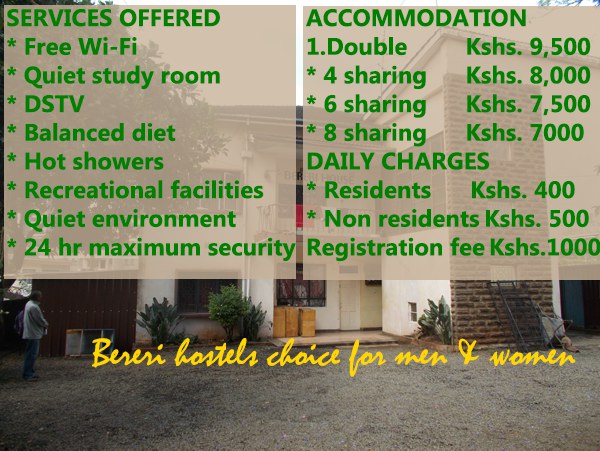 SERVICES OFFERED
* Free Wi-Fi
* Quiet study room
* DSTV
* Balanced diet
* Hot showers
* Recreational facilities
* Quiet environment
* 24 hr maximum security
ACCOMMODATION
1.Double Kshs. 9,500
* 4 sharing Kshs. 8,000
* 6 sharing Kshs. 7,500
* 8 sharing Kshs. 7000
DAILY CHARGES
* Residents Kshs. 400
* Non residents Kshs. 500
Registration fee Kshs.1000
Bereri hostels choice for men & women